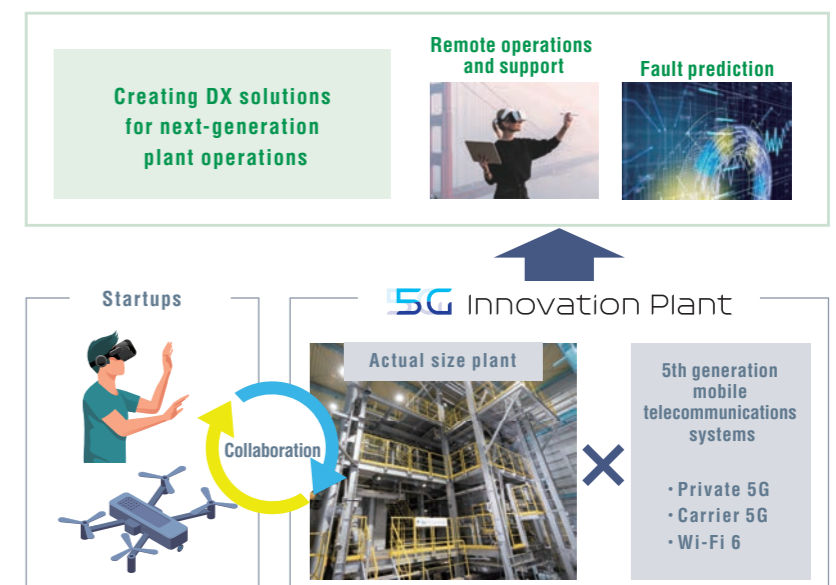 Creating DX solutions
for next-generation
plant operations
Remote operations
and support
Fault prediction
Startups
5G Innovation Plant
Actual size plant
Collaboration
5th generation
mobile
telecommunications
systems
・Private 5G
・Carrier 5G
・Wi-Fi 6